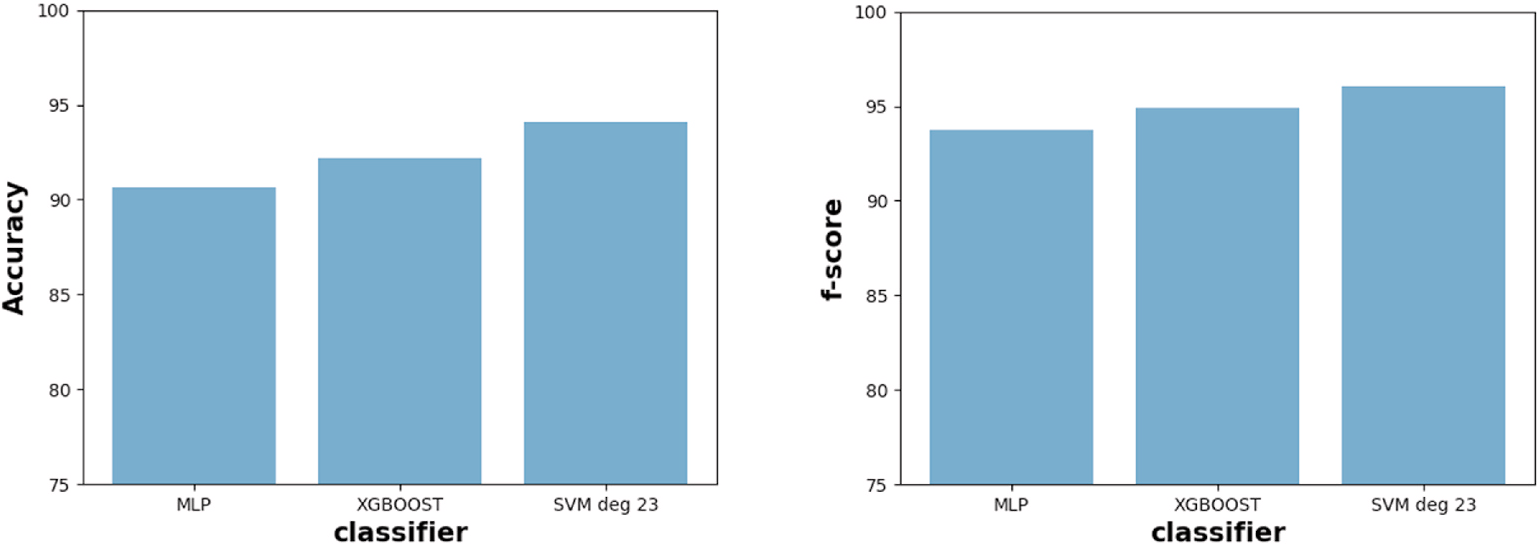 100
95
90
85
80
75
Accuracy
MLP XGBOOST SVM deg 23
classifier
100
95
90
85
80
75
f-score
MLP XGBOOST SVM deg 23
classifier